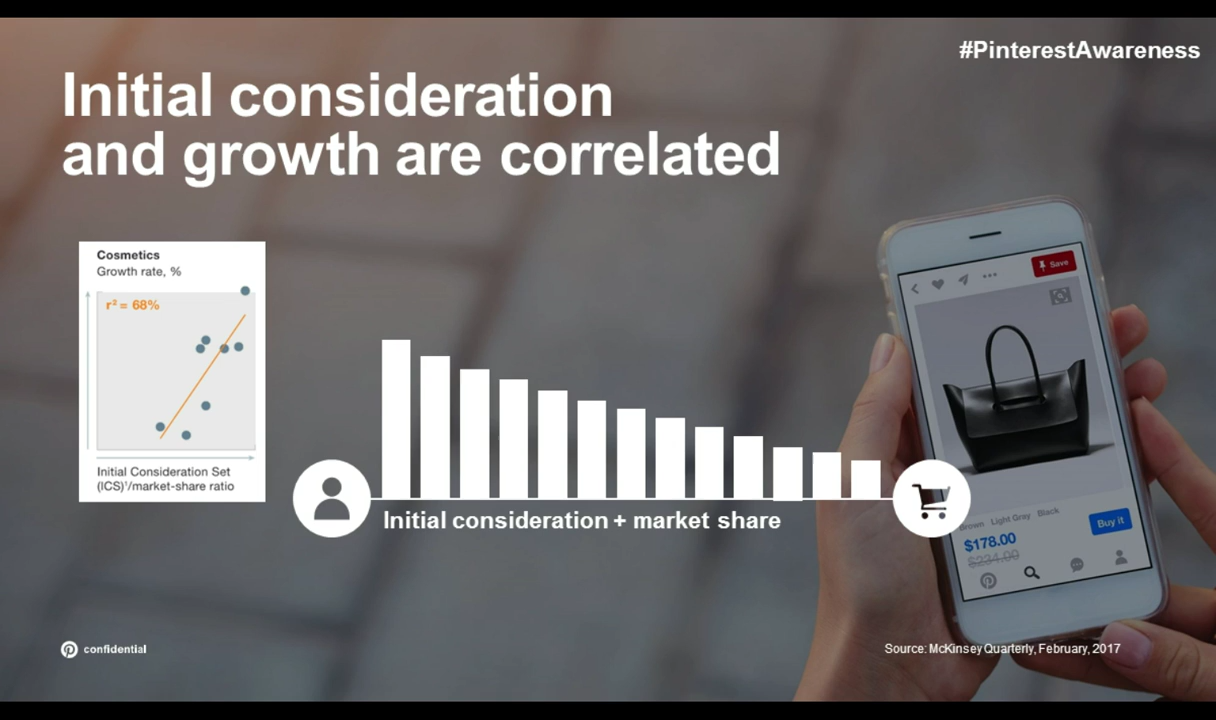 #PinterestAwareness
Initial consideration
and growth are correlated
Cosmetics
Growth rate, %
r² = 68%
Initial Consideration Set
(ICS)¹/market-share ratio
Initial consideration + market share
Save
Brown Light Gray Black
$178.00
$234.00
Buy it
confidential
Source: McKinsey Quarterly, February, 2017